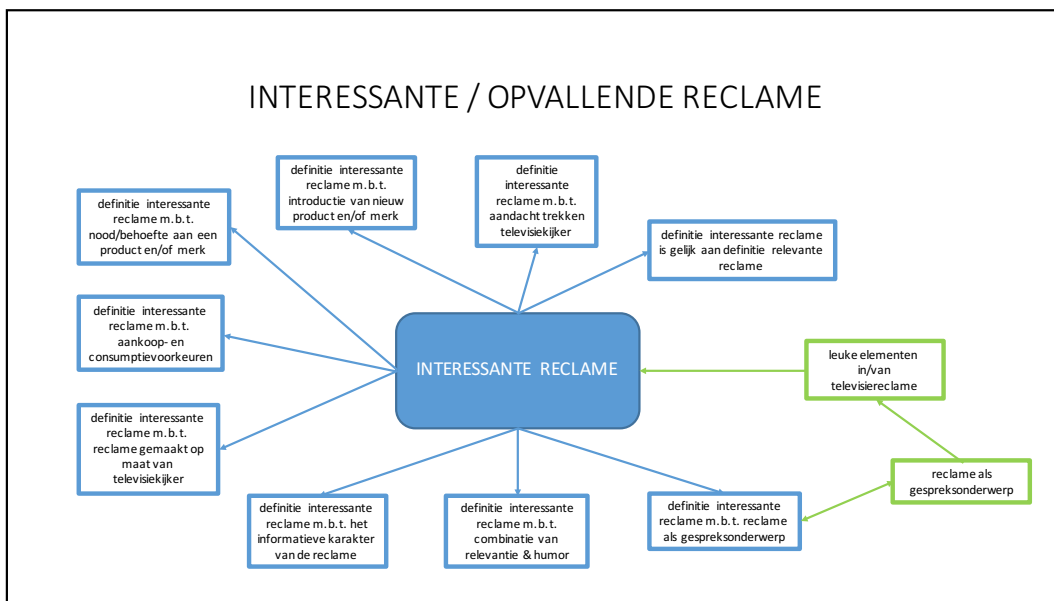 INTERESSANTE / OPVALLENDE RECLAME
definitie interessante
reclame m.b.t.
nood/behoefte aan een
product en/of merk
definitie interessante
reclame m.b.t.
introductie van nieuw
product en/of merk
definitie
interessante
reclame m.b.t.
aandacht trekken
televisiekijker
definitie interessante reclame
is gelijk aan definitie relevante
reclame
definitie interessante
reclame m.b.t.
aankoop- en
consumptievoorkeuren
INTERESSANTE RECLAME
leuke elementen
in/van
televisiereclame
definitie interessante
reclame m.b.t.
reclame gemaakt op
maat van
televisiekijker
reclame als
gespreksonderwerp
definitie interessante
reclame m.b.t. het
informatieve karakter
van de reclame
definitie interessante
reclame m.b.t.
combinatie van
relevantie & humor
definitie interessante
reclame m.b.t. reclame
als gespreksonderwerp